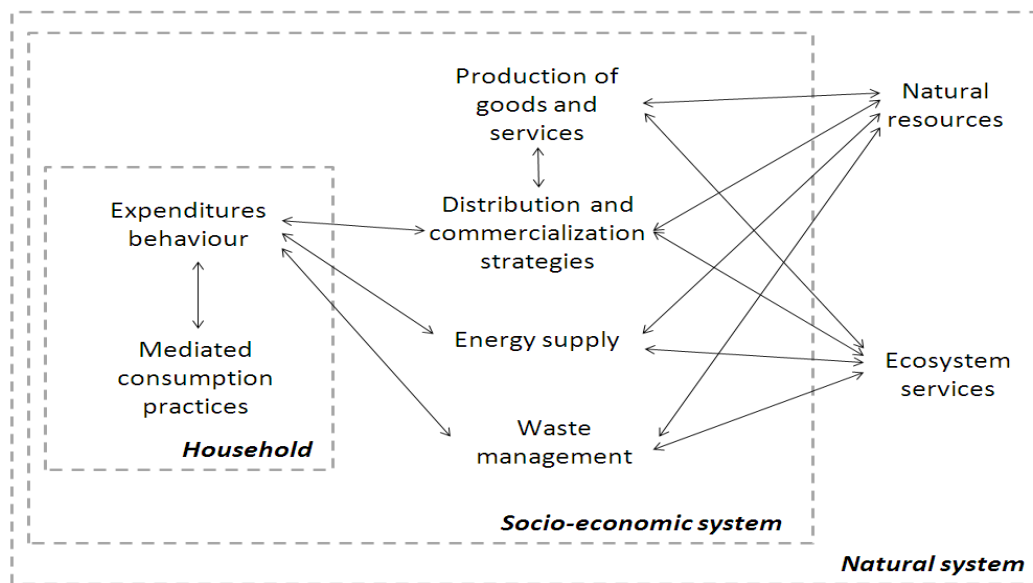 Production of
goods and
services
Natural
resources
Expenditures
behaviour
Distribution and
commercialization
strategies
Mediated
consumption
practices
Energy supply
Ecosystem
services
Waste
management
Household
Socio-economic system
Natural system